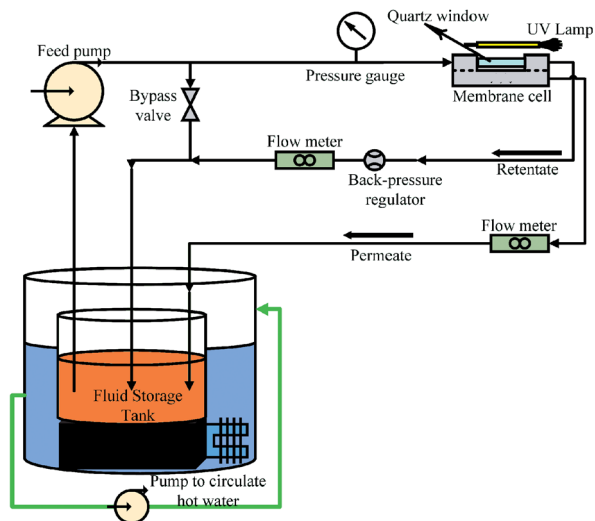 Quartz window
UV Lamp
Feed pump
Pressure gauge
Membrane cell
Bypass
valve
Flow meter
Back-pressure
regulator
Retentate
Flow meter
Permeate
Fluid Storage
Tank
Pump to circulate
hot water